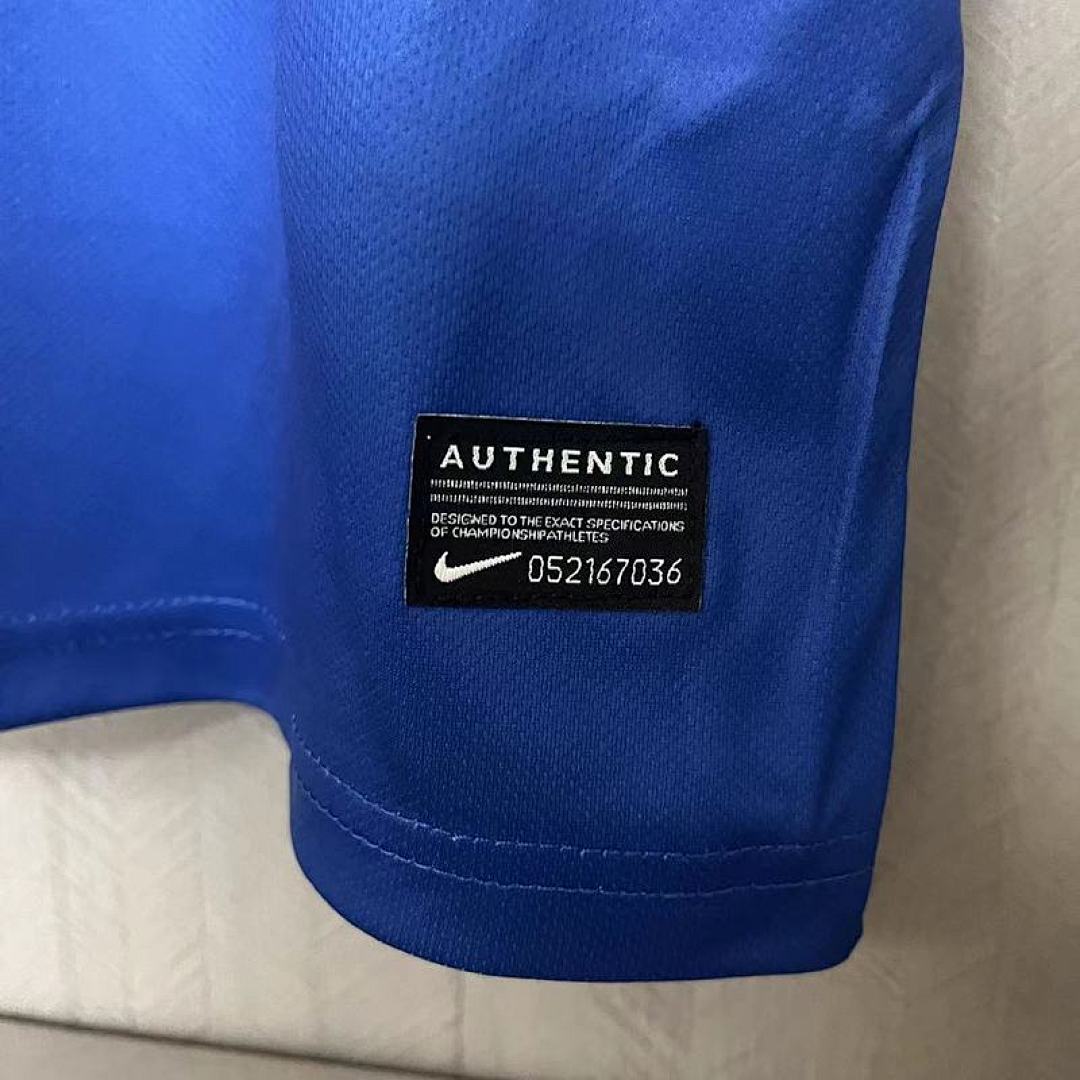 AUTHENTIC
DESIGNED TO THE EXACT SPECIFICATIONS
OF CHAMPIONSHIPATHLETES
052167036